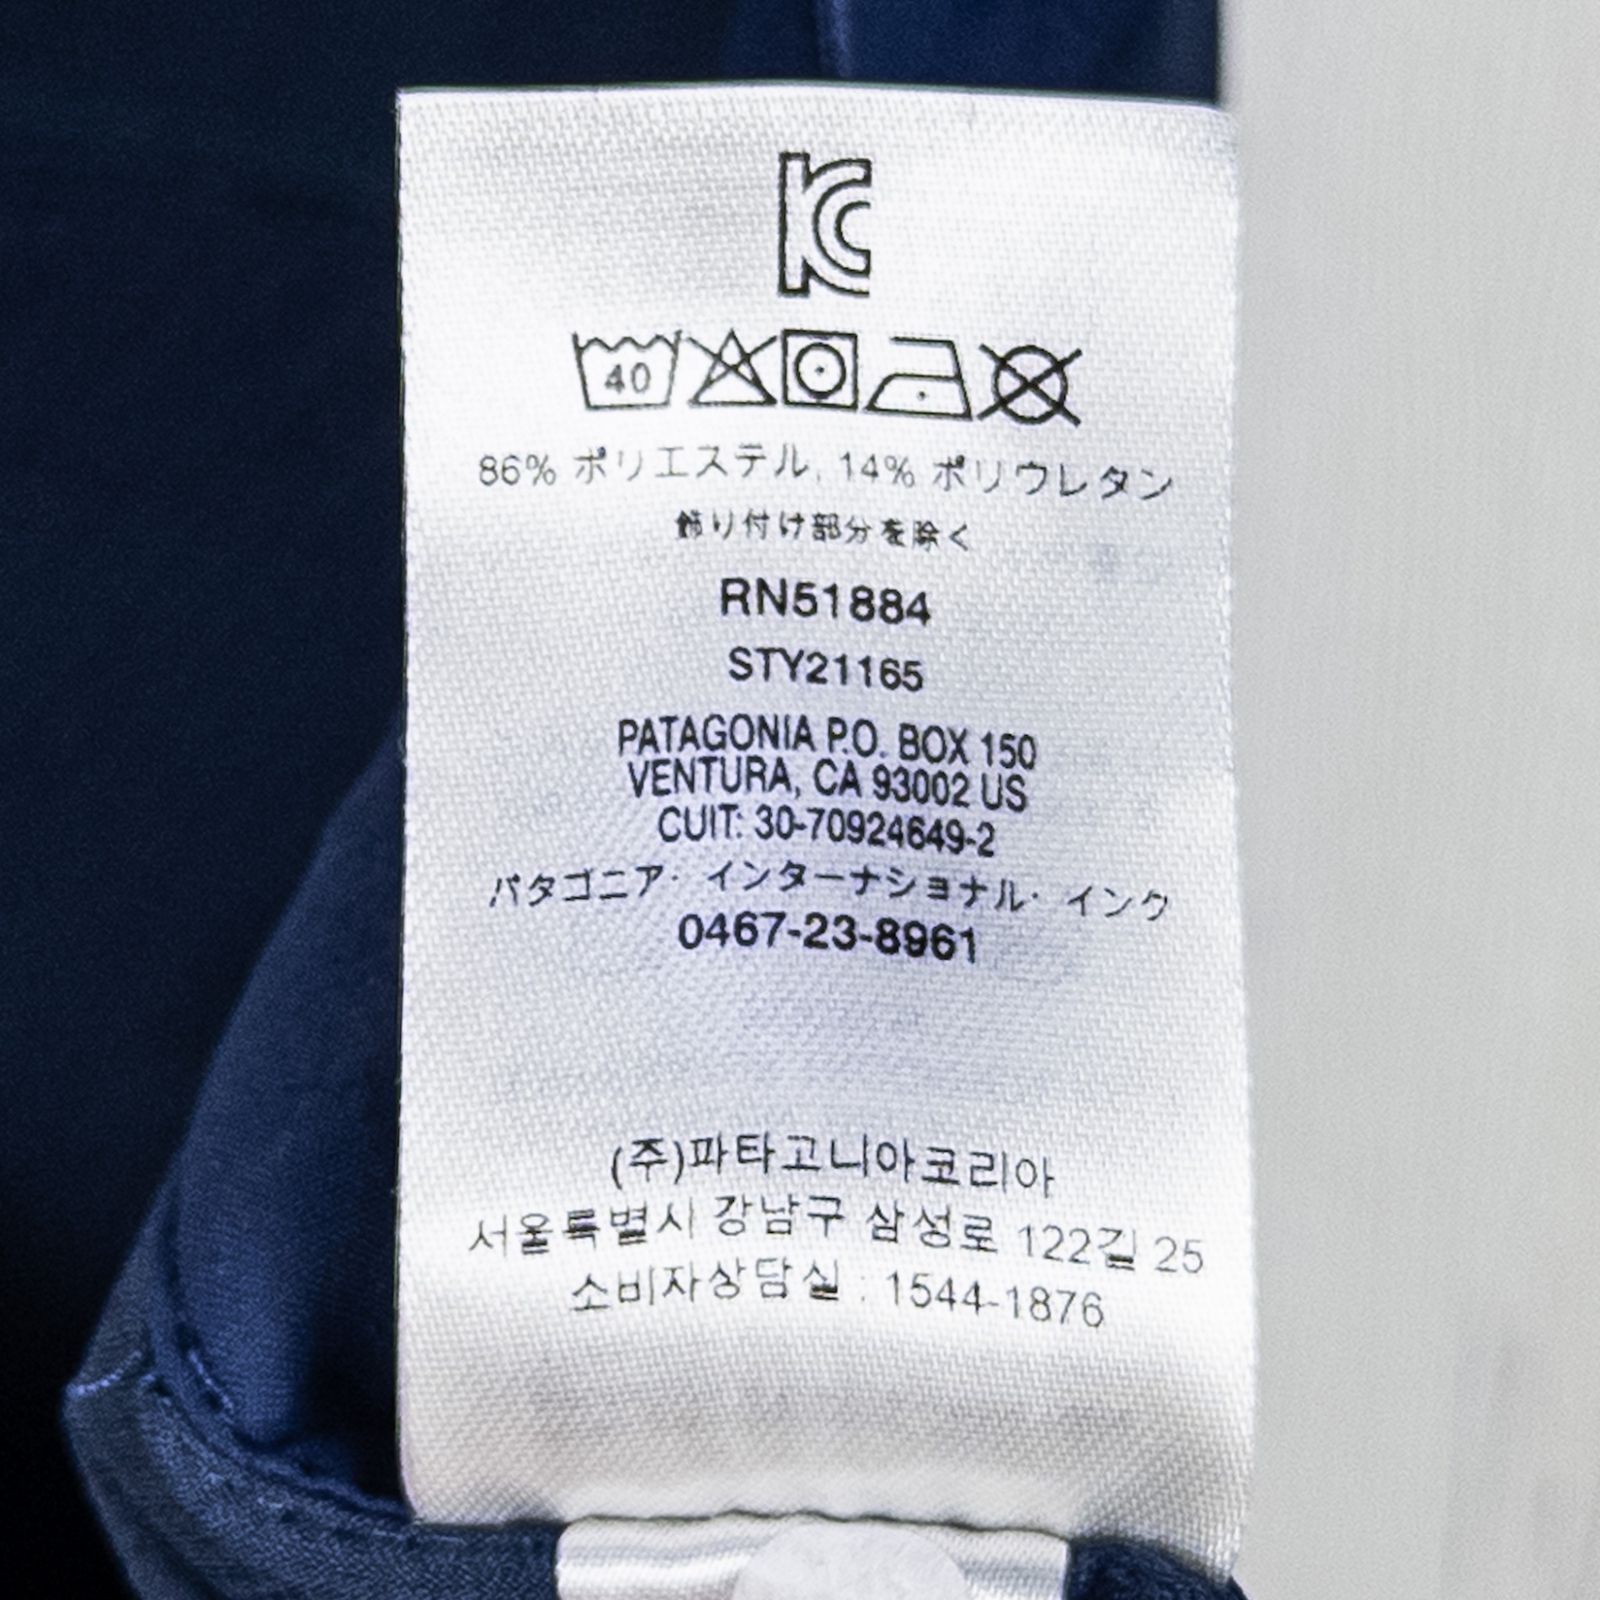 KC
40
86% ポリエステル, 14% ポリウレタン
飾り付け部分を除く
RN51884
STY21165
PATAGONIA P.O. BOX 150
VENTURA, CA 93002 US
CUIT: 30-70924649-2
パタゴニア・インターナショナル・インク
0467-23-8961
(주)파타고니아코리아
서울특별시 강남구 삼성로 122길 25
소비자상담실 : 1544-1876